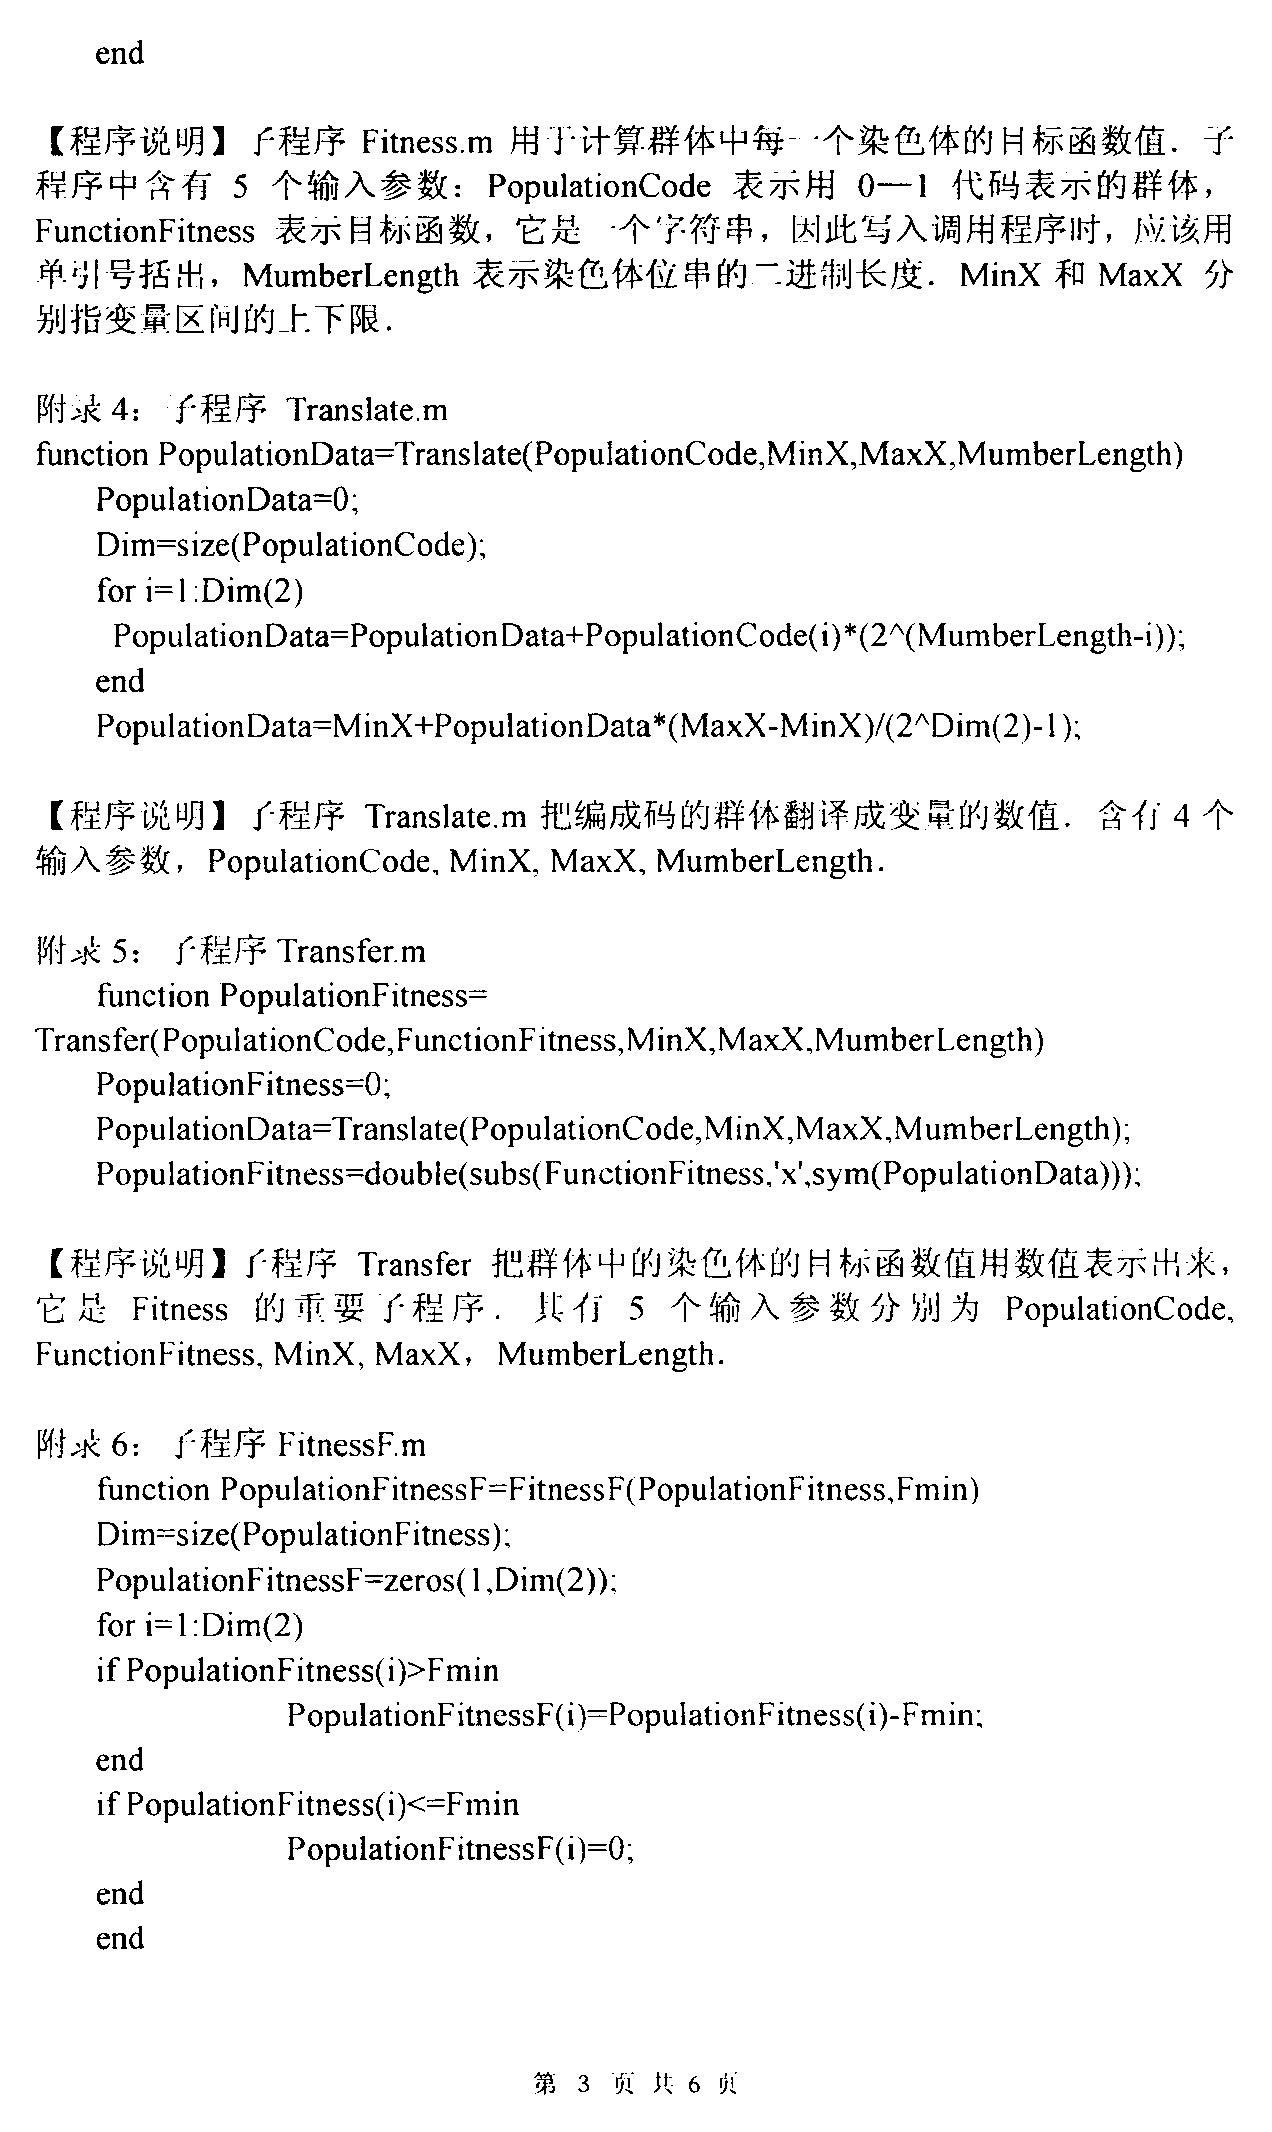 end
【程序说明】子程序 Fitness.m 用于计算群体中每一个染色体的目标函数值．子
程序中含有 5 个输入参数：PopulationCode 表示用 0—1 代码表示的群体，
FunctionFitness 表示目标函数，它是一个字符串，因此写入调用程序时，应该用
单引号括出，MumberLength 表示染色体位串的二进制长度．MinX 和 MaxX 分
别指变量区间的上下限．
附录 4：子程序 Translate.m
function PopulationData=Translate(PopulationCode,MinX,MaxX,MumberLength)
PopulationData=0;
Dim=size(PopulationCode);
for i=1:Dim(2)
PopulationData=PopulationData+PopulationCode(i)*(2^(MumberLength-i));
end
PopulationData=MinX+PopulationData*(MaxX-MinX)/(2^Dim(2)-1);
【程序说明】子程序 Translate.m 把编成码的群体翻译成变量的数值．含有 4 个
输入参数，PopulationCode, MinX, MaxX, MumberLength．
附录 5：子程序 Transfer.m
function PopulationFitness=
Transfer(PopulationCode,FunctionFitness,MinX,MaxX,MumberLength)
PopulationFitness=0;
PopulationData=Translate(PopulationCode,MinX,MaxX,MumberLength);
PopulationFitness=double(subs(FunctionFitness,'x',sym(PopulationData)));
【程序说明】子程序 Transfer 把群体中的染色体的目标函数值用数值表示出来，
它是 Fitness 的重要子程序．其有 5 个输入参数分别为 PopulationCode,
FunctionFitness, MinX, MaxX，MumberLength．
附录 6：子程序 FitnessF.m
function PopulationFitnessF=FitnessF(PopulationFitness,Fmin)
Dim=size(PopulationFitness);
PopulationFitnessF=zeros(1,Dim(2));
for i=1:Dim(2)
if PopulationFitness(i)>Fmin
PopulationFitnessF(i)=PopulationFitness(i)-Fmin;
end
if PopulationFitness(i)<=Fmin
PopulationFitnessF(i)=0;
end
end
第 3 页 共 6 页